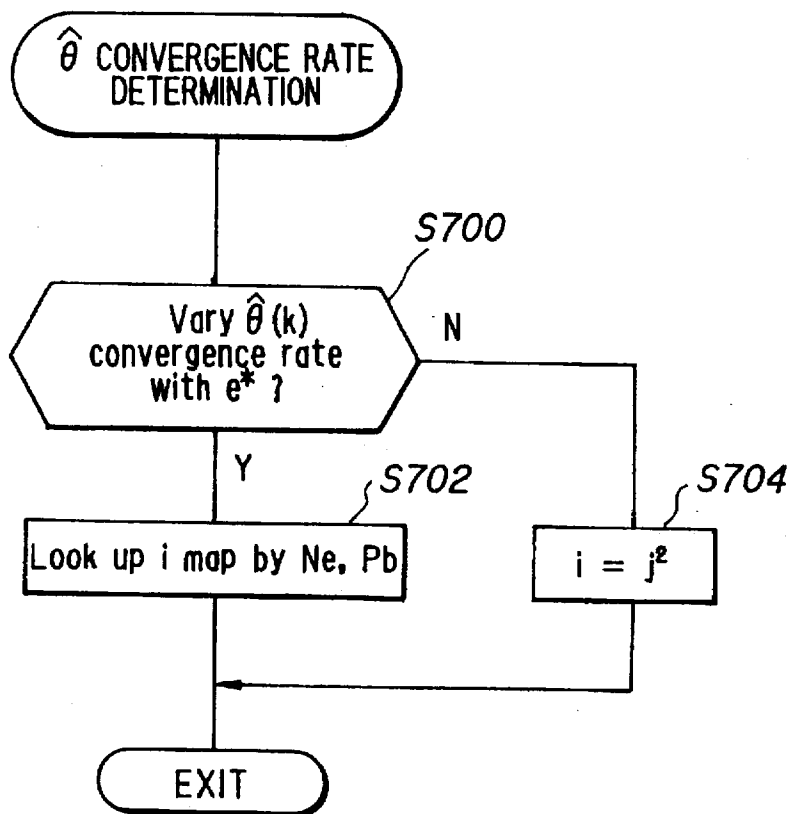 θ̂ CONVERGENCE RATE
DETERMINATION
S700
Vary θ̂(k)
convergence rate
with e* ?
N
Y
S702
S704
Look up i map by Ne, Pb
i = j²
EXIT